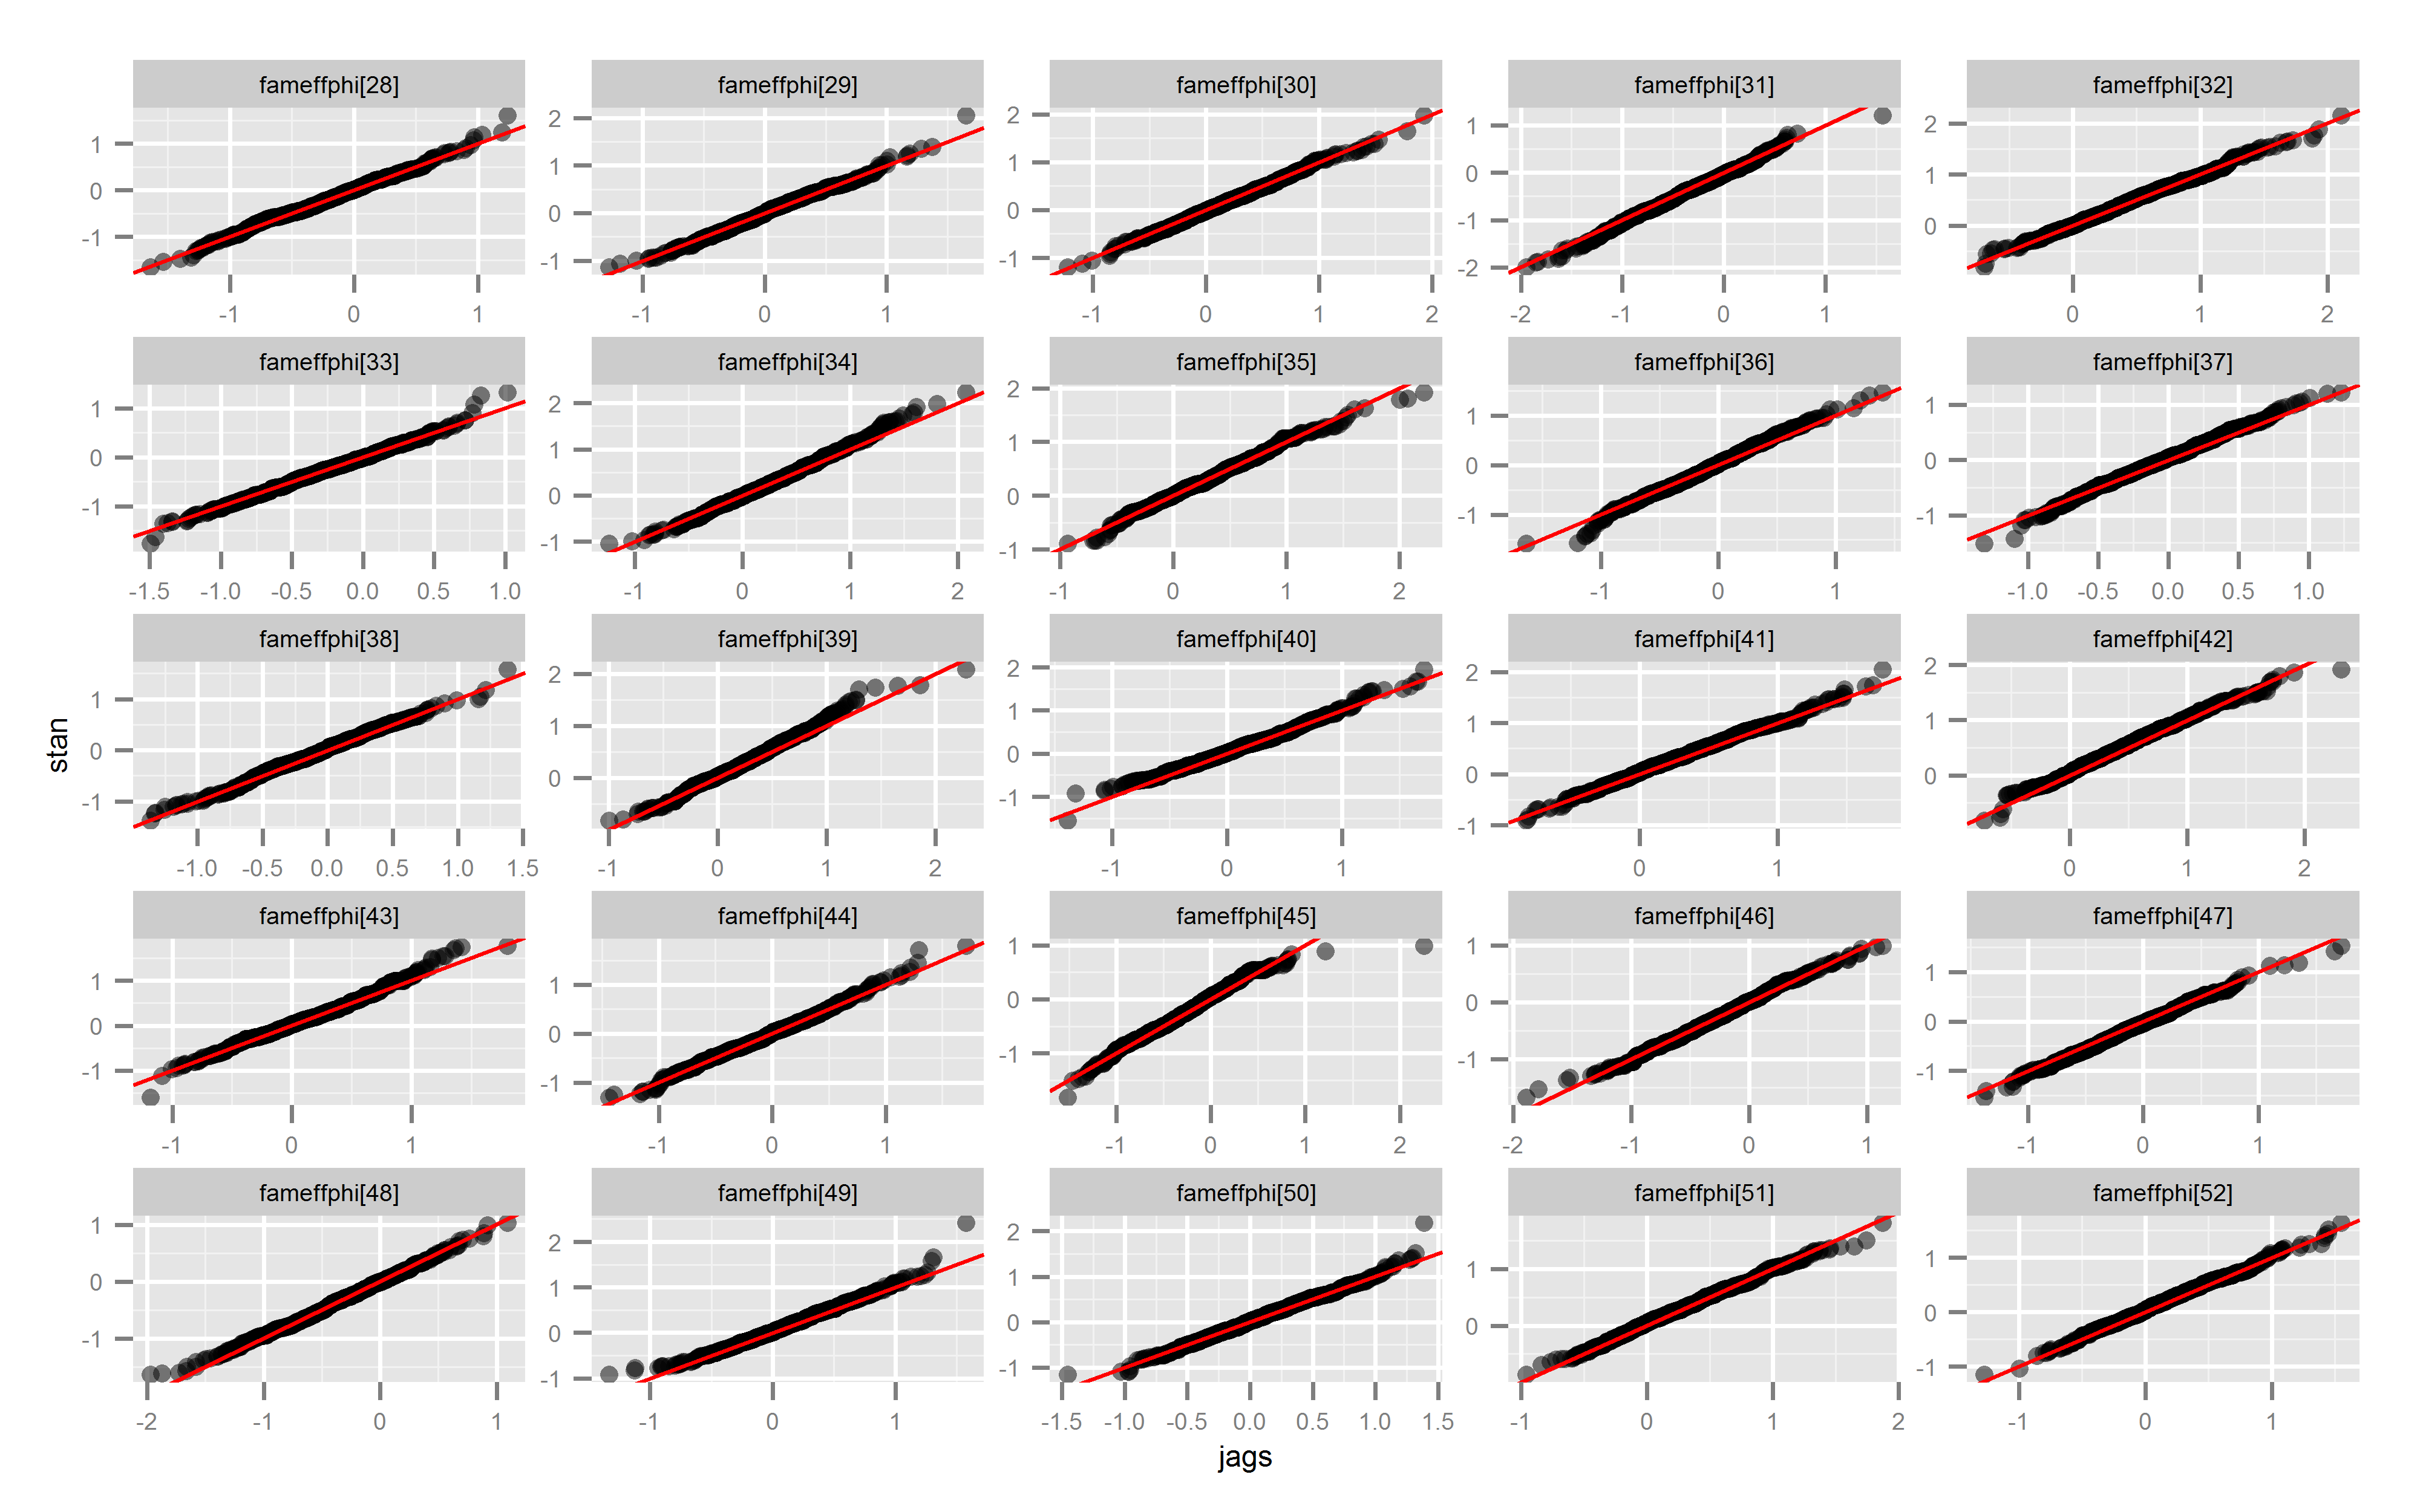 fameffphi[28] fameffphi[29] fameffphi[30] fameffphi[31] fameffphi[32]
1 2 2 1 2
0 1 1 0 1
-1 0 0 -1 0
-1 -1 -2
-1 0 1 -1 0 1 -1 0 1 2 -2 -1 0 1 0 1 2
fameffphi[33] fameffphi[34] fameffphi[35] fameffphi[36] fameffphi[37]
1 2 2 1 1
0 1 1 0 0
-1 0 0 -1 -1
-1 -1
-1.5 -1.0 -0.5 0.0 0.5 1.0 -1 0 1 2 -1 0 1 2 -1 0 1 -1.0 -0.5 0.0 0.5 1.0
fameffphi[38] fameffphi[39] fameffphi[40] fameffphi[41] fameffphi[42]
1 2 2 2 2
0 1 1 1 1
-1 0 0 0 0
-1 -1
-1.0 -0.5 0.0 0.5 1.0 1.5 -1 0 1 2 -1 0 1 0 1 0 1 2
stan
fameffphi[43] fameffphi[44] fameffphi[45] fameffphi[46] fameffphi[47]
1 1 1 1 1
0 0 0 0 0
-1 -1 -1 -1 -1
-1 0 1 -1 0 1 -1 0 1 2 -2 -1 0 1 -1 0 1
fameffphi[48] fameffphi[49] fameffphi[50] fameffphi[51] fameffphi[52]
1 2 2 1 1
0 1 1 0 0
-1 0 0 -1
-1 -1
-2 -1 0 1 -1 0 1 -1.5 -1.0 -0.5 0.0 0.5 1.0 1.5 -1 0 1 2 -1 0 1
jags